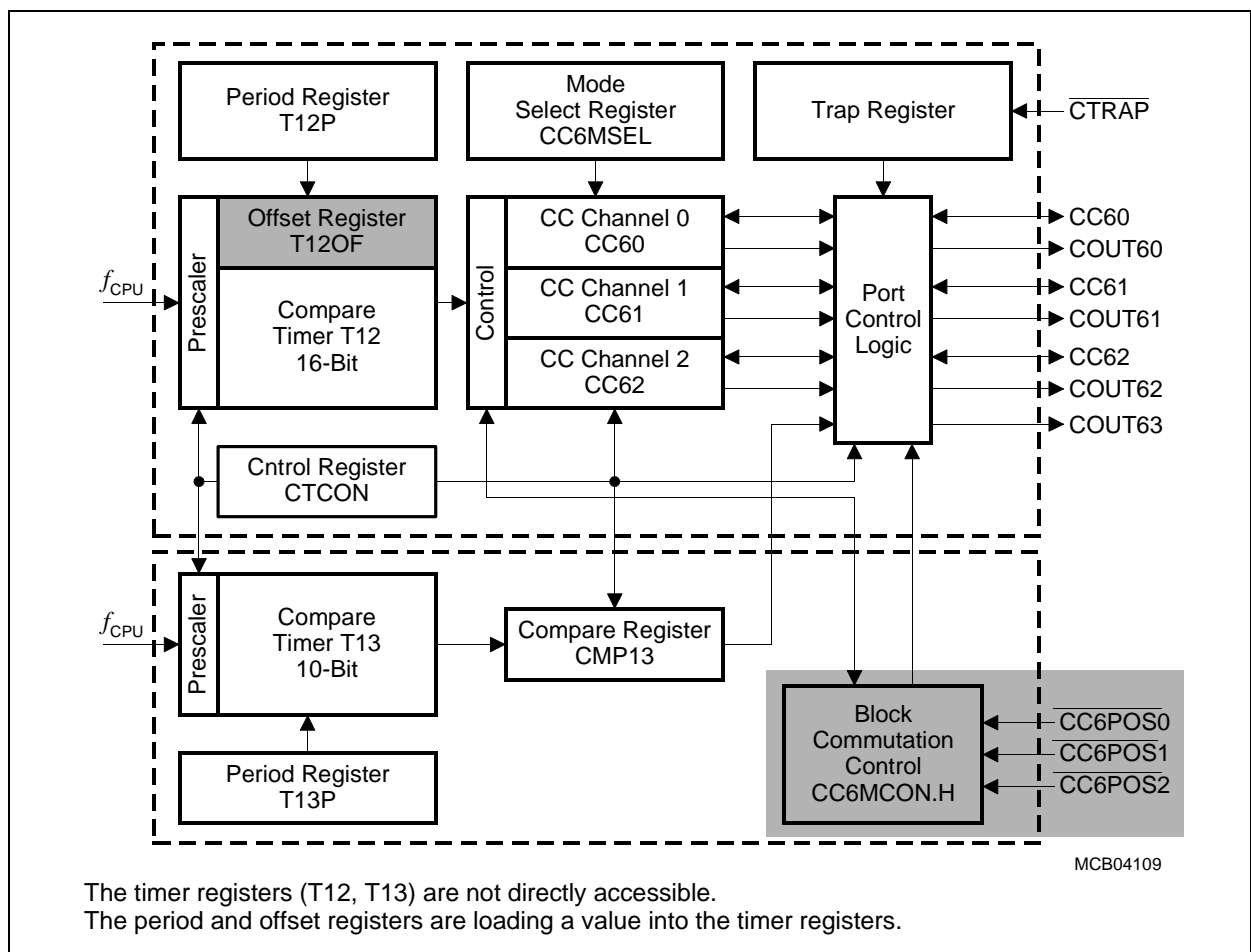 Period Register
T12P
Mode
Select Register
CC6MSEL
Trap Register
CTRAP
Prescaler
Offset Register
T12OF
Compare
Timer T12
16-Bit
fCPU
Control
CC Channel 0
CC60
CC Channel 1
CC61
CC Channel 2
CC62
Port
Control
Logic
CC60
COUT60
CC61
COUT61
CC62
COUT62
COUT63
Cntrol Register
CTCON
fCPU
Prescaler
Compare
Timer T13
10-Bit
Compare Register
CMP13
Period Register
T13P
Block
Commutation
Control
CC6MCON.H
CC6POS0
CC6POS1
CC6POS2
MCB04109
The timer registers (T12, T13) are not directly accessible.
The period and offset registers are loading a value into the timer registers.